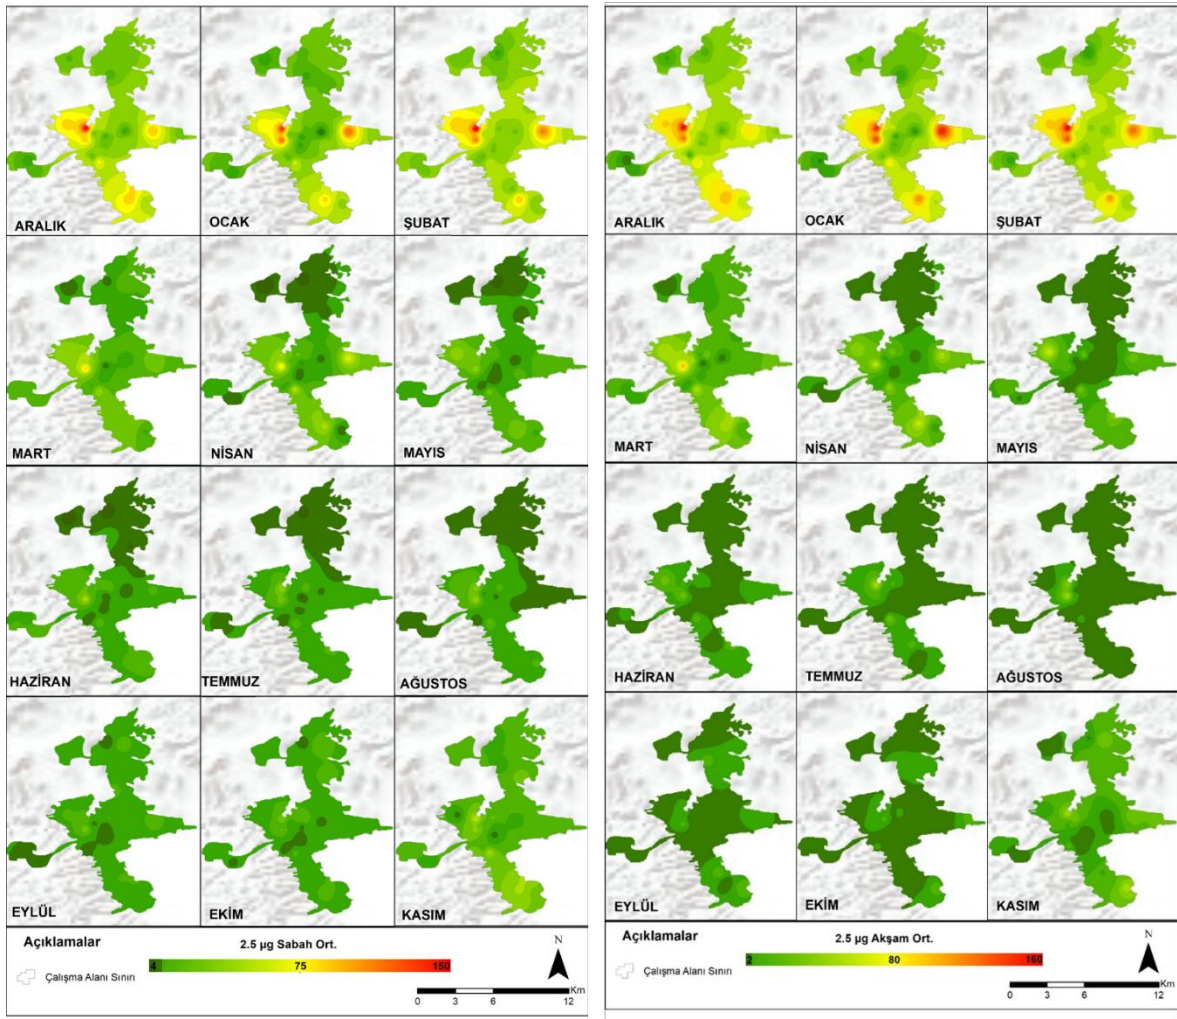 ARALIK OCAK ŞUBAT
MART NİSAN MAYIS
HAZİRAN TEMMUZ AĞUSTOS
EYLÜL EKİM KASIM
Açıklamalar
2.5 µg Sabah Ort.
N
Çalışma Alanı Sınırı
4 75 150
Km
0 3 6 12
ARALIK OCAK ŞUBAT
MART NİSAN MAYIS
HAZİRAN TEMMUZ AĞUSTOS
EYLÜL EKİM KASIM
Açıklamalar
2.5 µg Akşam Ort.
N
Çalışma Alanı Sınırı
2 80 160
Km
0 3 6 12